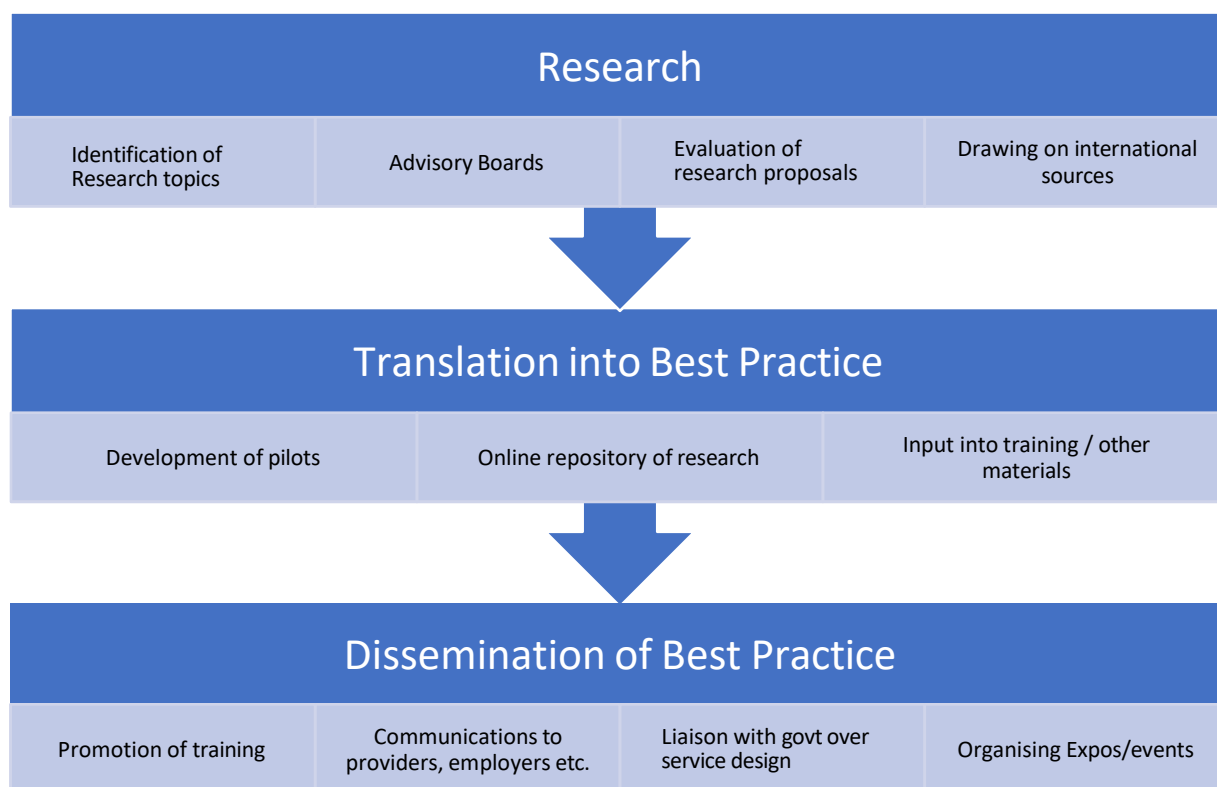 Research
Identification of
Research topics
Advisory Boards
Evaluation of
research proposals
Drawing on international
sources
Translation into Best Practice
Development of pilots
Online repository of research
Input into training / other
materials
Dissemination of Best Practice
Promotion of training
Communications to
providers, employers etc.
Liaison with govt over
service design
Organising Expos/events